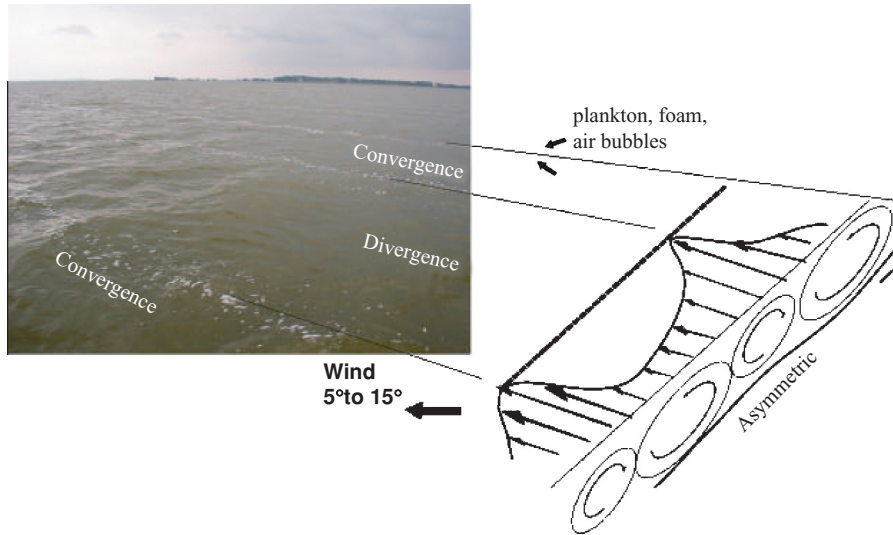 plankton, foam,
air bubbles
Convergence
Divergence
Convergence
Wind
5°to 15°
Asymmetric